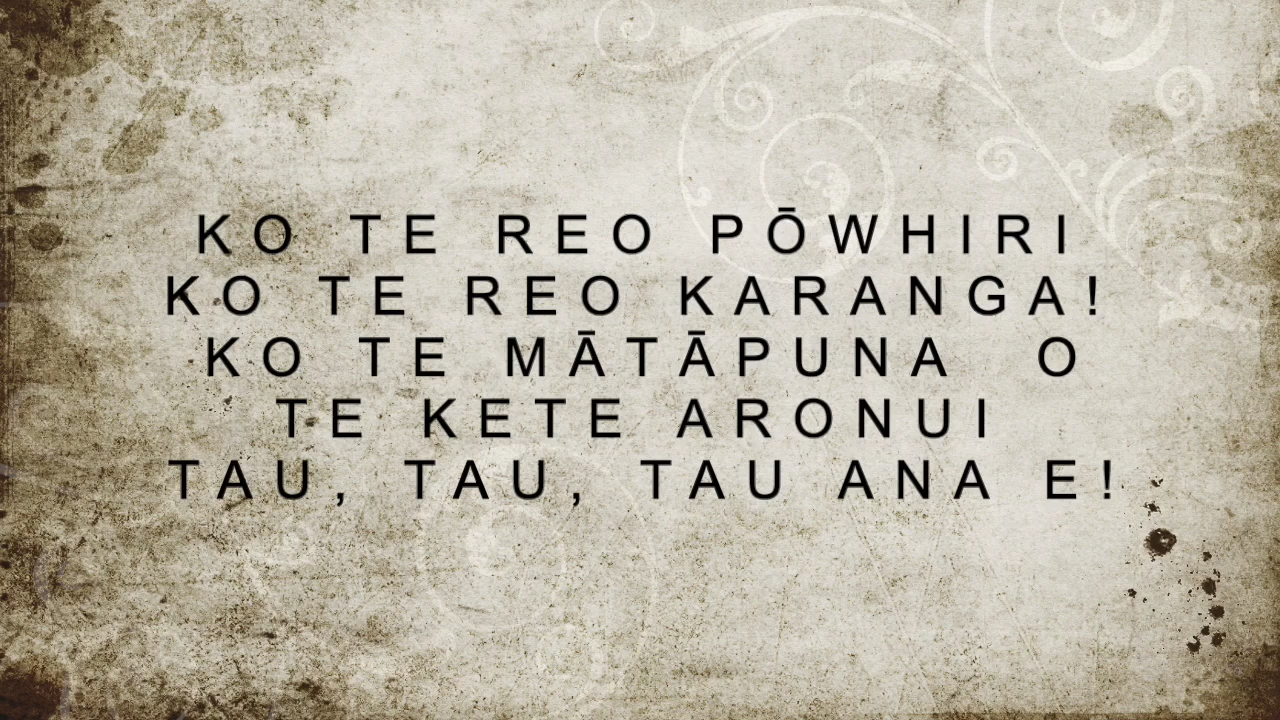 KO TE REO PŌWHIRI
KO TE REO KARANGA!
KO TE MĀTĀPUNA O
TE KETE ARONUI
TAU, TAU, TAU ANA E!